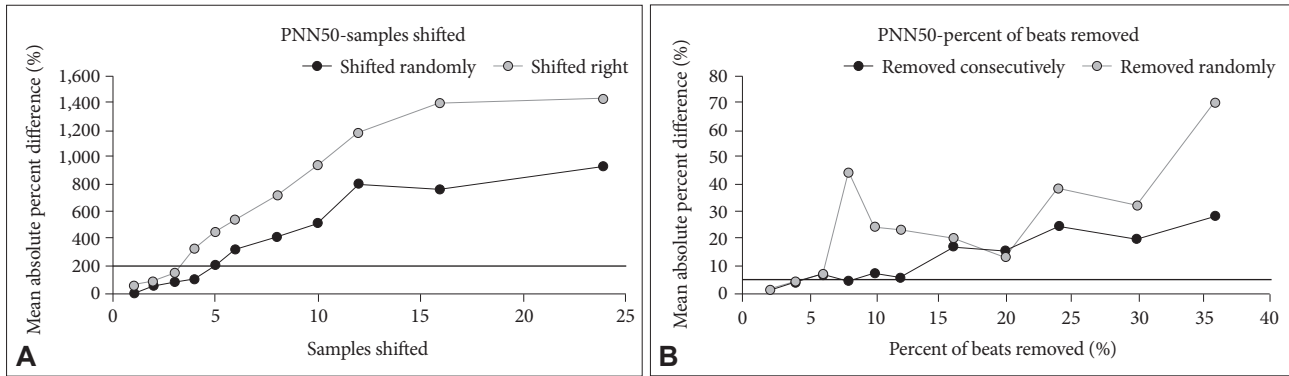 PNN50-samples shifted
Shifted randomly Shifted right
Mean absolute percent difference (%)
1,600
1,400
1,200
1,000
800
600
400
200
0
0 5 10 15 20 25
Samples shifted
A
PNN50-percent of beats removed
Removed consecutively Removed randomly
Mean absolute percent difference (%)
80
70
60
50
40
30
20
10
0
0 5 10 15 20 25 30 35 40
Percent of beats removed (%)
B